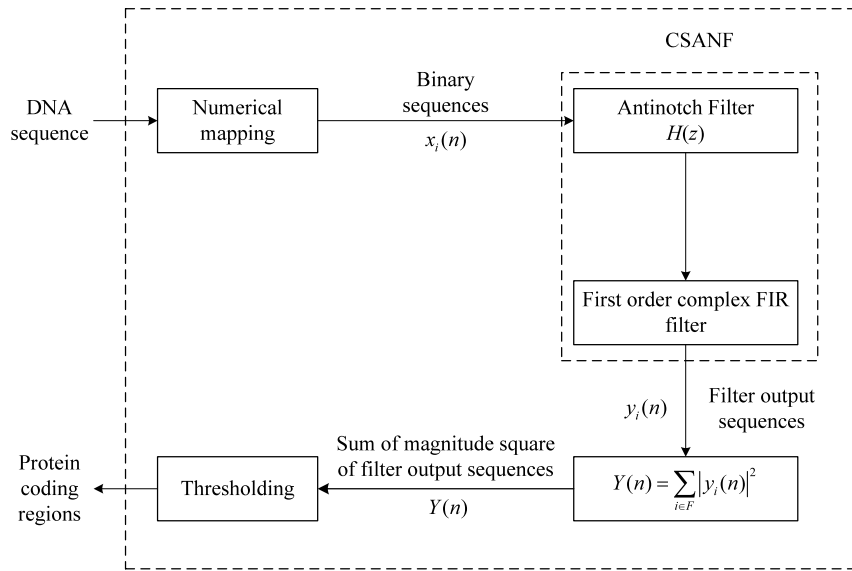 CSANF
DNA
sequence
Numerical
mapping
Binary
sequences
x_i(n)
Antinotch Filter
H(z)
First order complex FIR
filter
y_i(n)
Filter output
sequences
Y(n) = ∑_{i∈F} |y_i(n)|^2
Sum of magnitude square
of filter output sequences
Y(n)
Thresholding
Protein
coding
regions